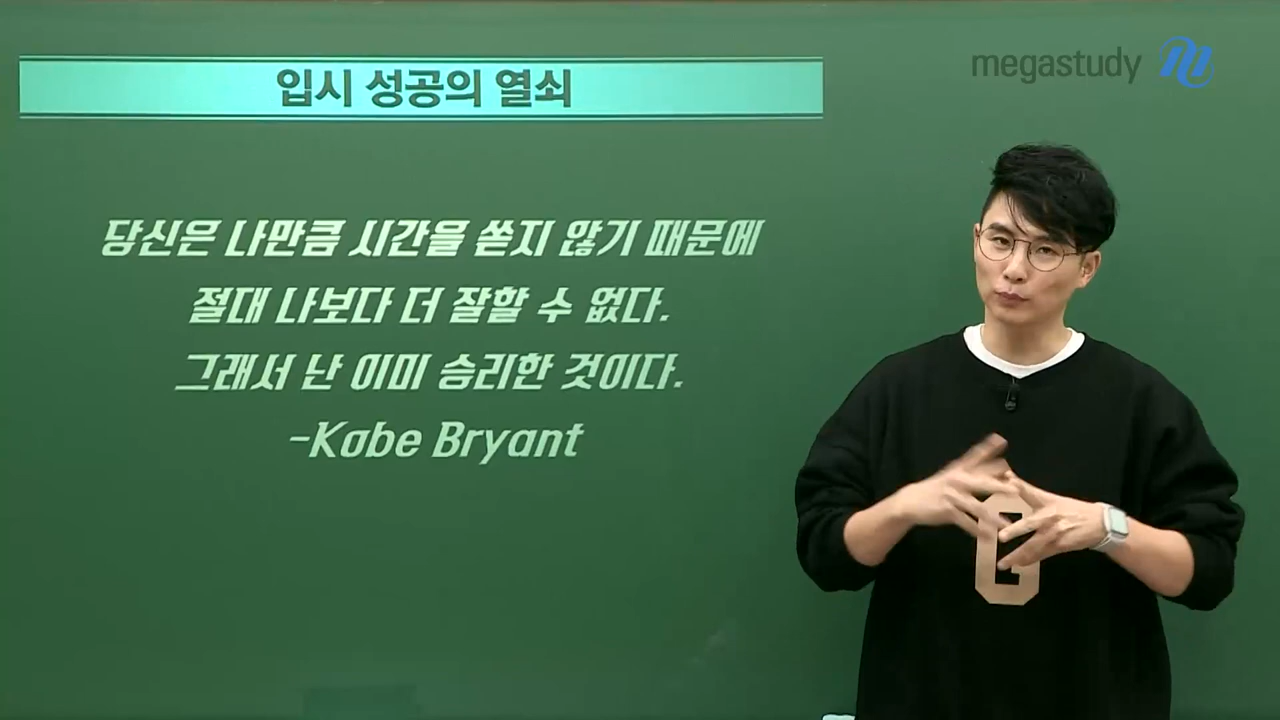 입시 성공의 열쇠
megastudy
당신은 나만큼 시간을 쏟지 않기 때문에
절대 나보다 더 잘할 수 없다.
그래서 난 이미 승리한 것이다.
-Kobe Bryant